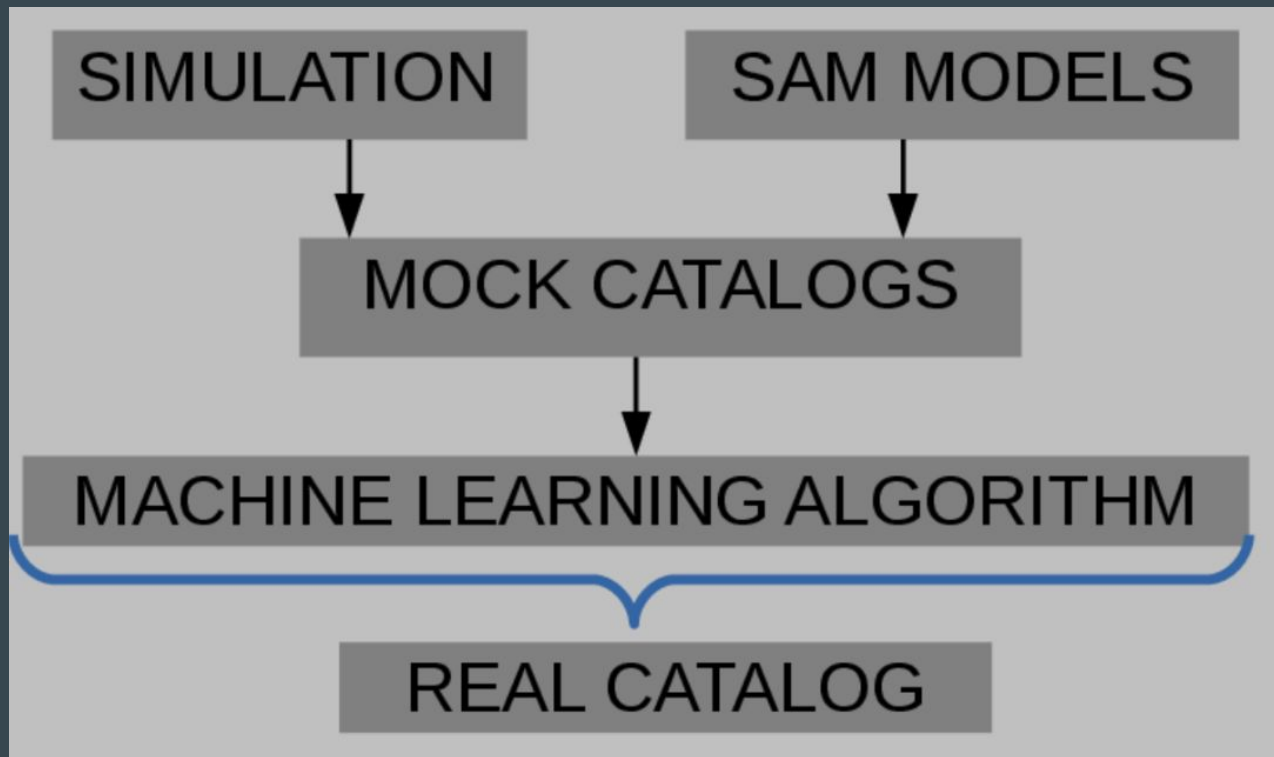 SIMULATION
SAM MODELS
MOCK CATALOGS
MACHINE LEARNING ALGORITHM
REAL CATALOG